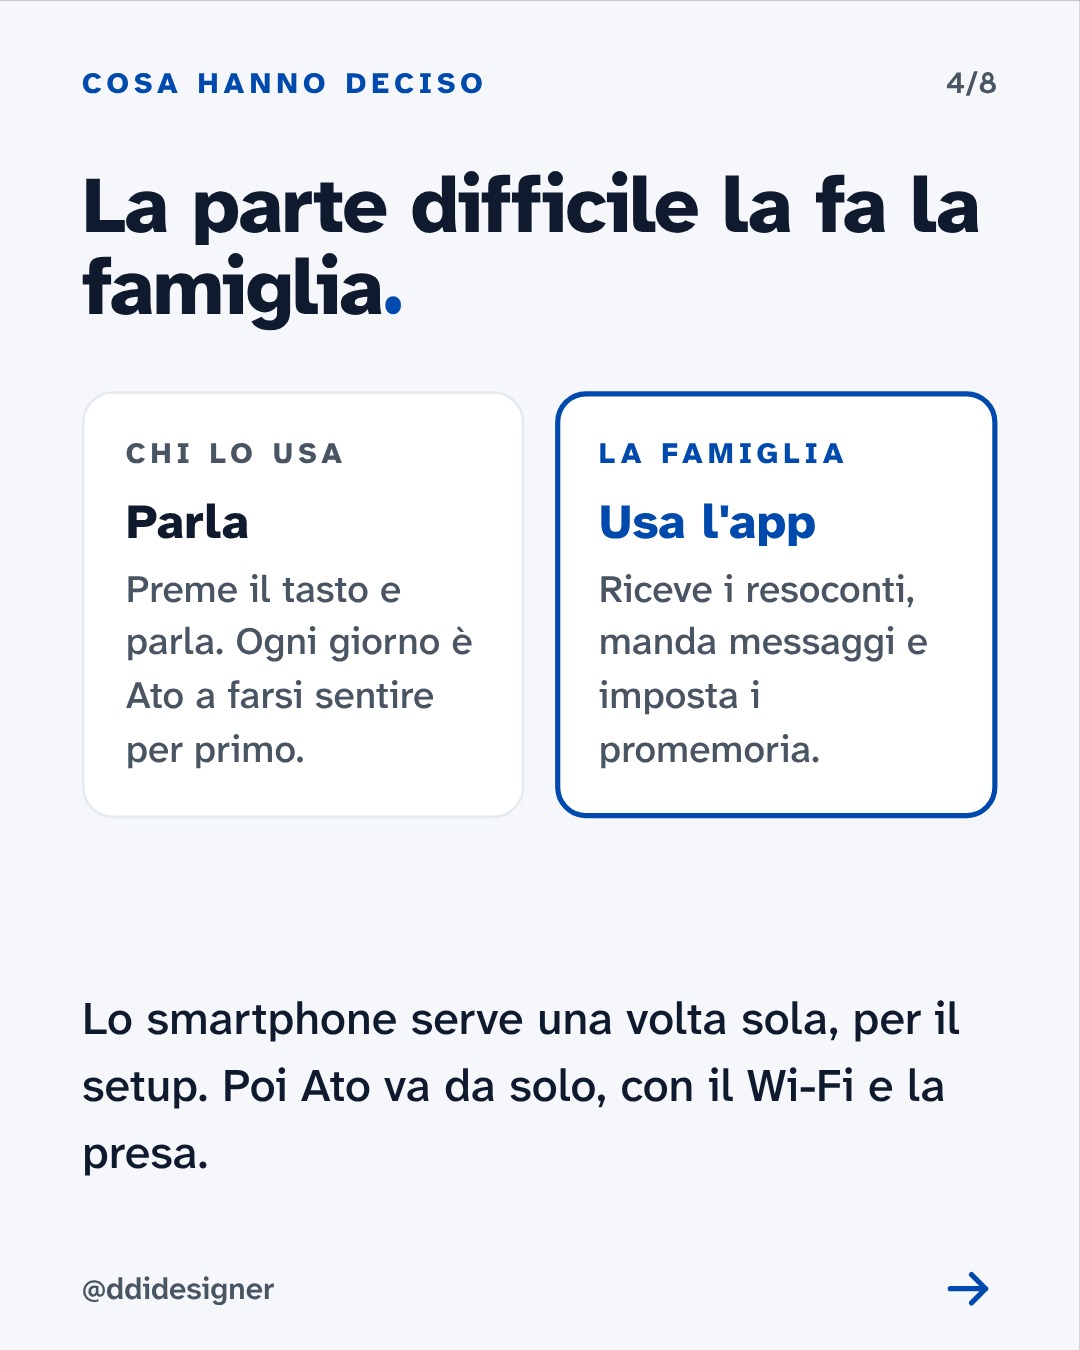 COSA HANNO DECISO
4/8
La parte difficile la fa la
famiglia.
CHI LO USA
Parla
Preme il tasto e
parla. Ogni giorno è
Ato a farsi sentire
per primo.
LA FAMIGLIA
Usa l'app
Riceve i resoconti,
manda messaggi e
imposta i
promemoria.
Lo smartphone serve una volta sola, per il
setup. Poi Ato va da solo, con il Wi-Fi e la
presa.
@ddidesigner